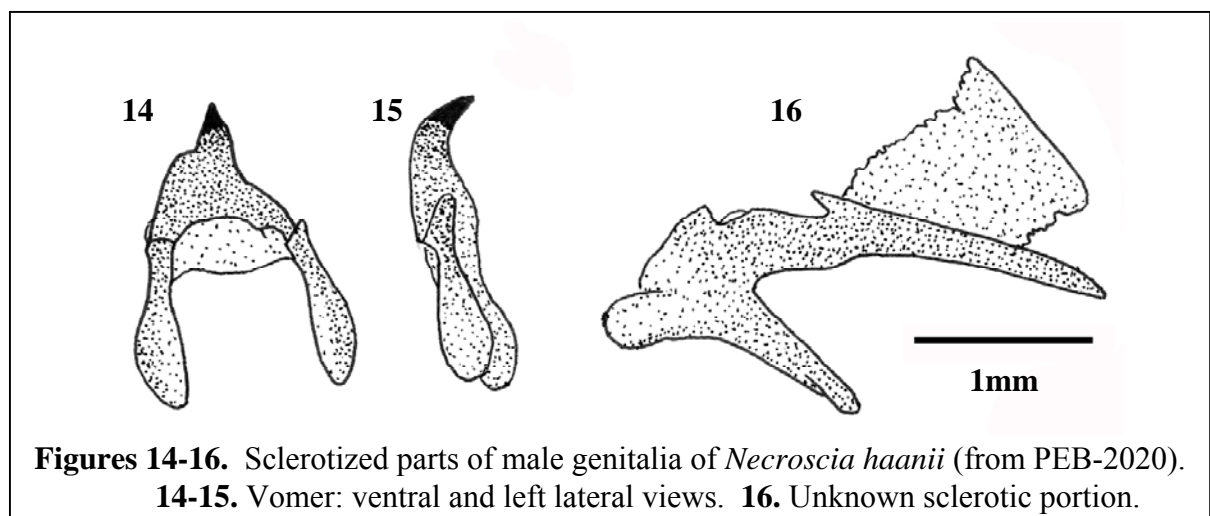 14
15
16
1mm
Figures 14-16. Sclerotized parts of male genitalia of Necroscia haanii (from PEB-2020).
14-15. Vomer: ventral and left lateral views. 16. Unknown sclerotic portion.